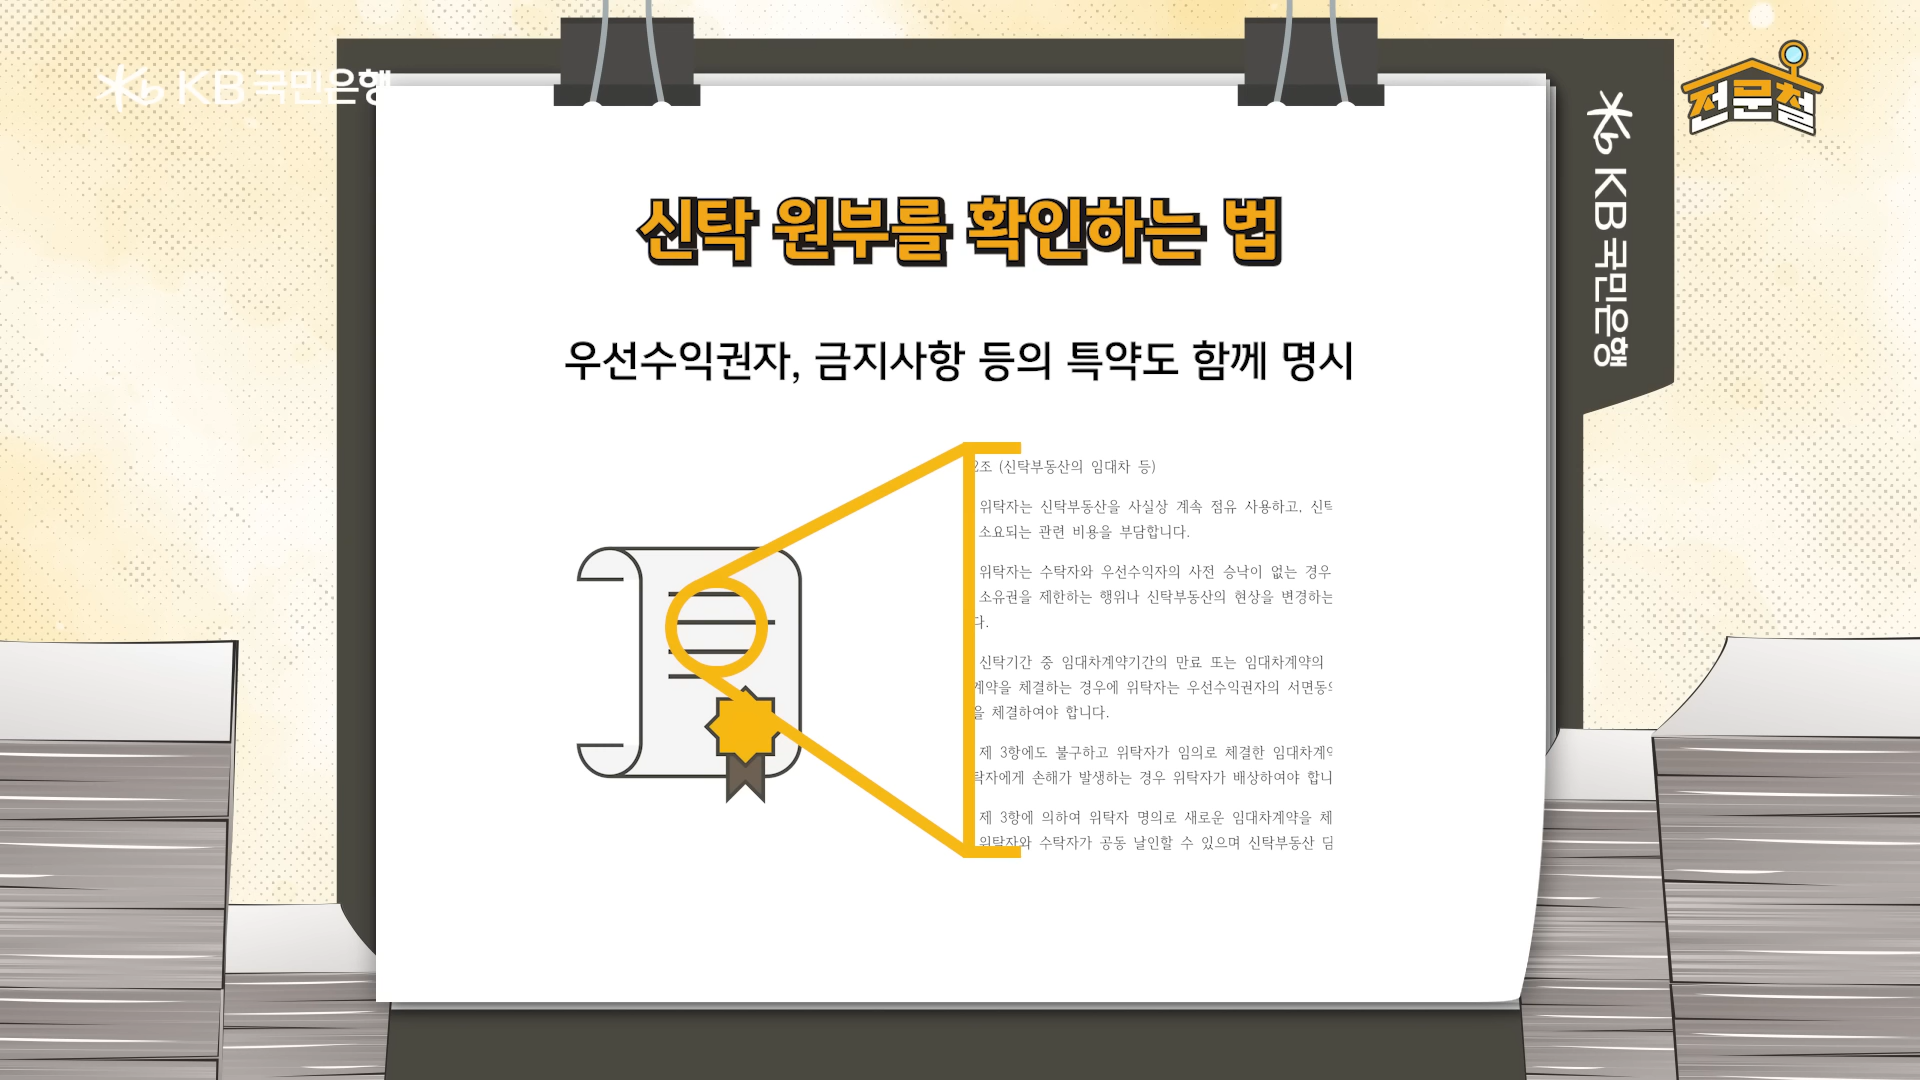 KB 국민은행
전문철
KB 국민은행
신탁 원부를 확인하는 법
우선수익권자, 금지사항 등의 특약도 함께 명시
2조 (신탁부동산의 임대차 등)
위탁자는 신탁부동산을 사실상 계속 점유 사용하고, 신탁
소요되는 관련 비용을 부담합니다.
위탁자는 수탁자와 우선수익자의 사전 승낙이 없는 경우
소유권을 제한하는 행위나 신탁부동산의 현상을 변경하는
다.
신탁기간 중 임대차계약기간의 만료 또는 임대차계약의
계약을 체결하는 경우에 위탁자는 우선수익권자의 서면동의
을 체결하여야 합니다.
제 3항에도 불구하고 위탁자가 임의로 체결한 임대차계약
탁자에게 손해가 발생하는 경우 위탁자가 배상하여야 합니
제 3항에 의하여 위탁자 명의로 새로운 임대차계약을 체
위탁자와 수탁자가 공동 날인할 수 있으며 신탁부동산 담